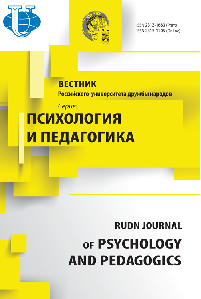 ВЕСТНИК
Российского университета дружбы народов
Серия:
ПСИХОЛОГИЯ
И ПЕДАГОГИКА
RUDN JOURNAL
OF PSYCHOLOGY
AND PEDAGOGICS